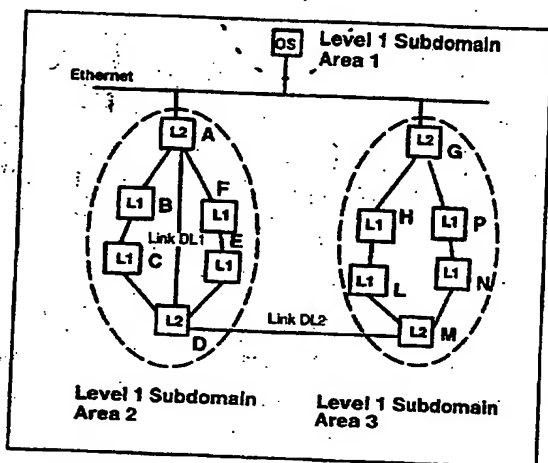 OS
Level 1 Subdomain
Area 1
Ethernet
L2 A
L2 G
F
L1 B
L1
L1 H
L1 P
Link DL1
E
L1 C
L1
L1 L
L1 N
L2 D
Link DL2
L2 M
Level 1 Subdomain
Area 2
Level 1 Subdomain
Area 3